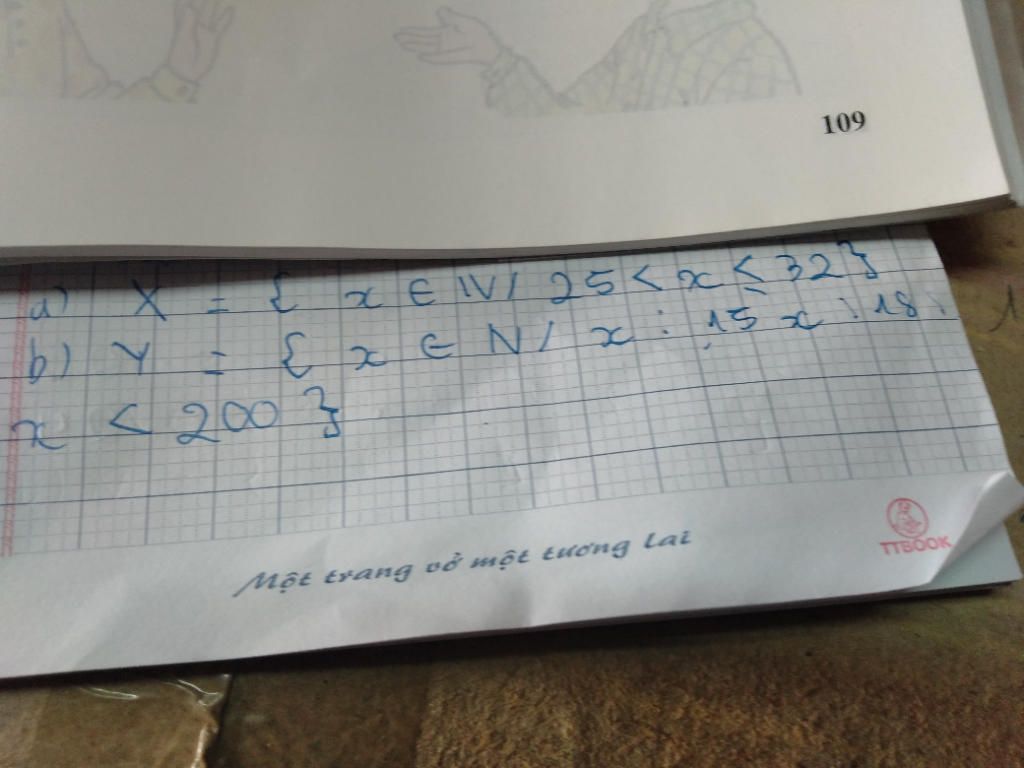 109
a) X = { x ∈ N / 25 < x ≤ 32 }
b) Y = { x ∈ N / x ⋮ 15 x ⋮ 18 ;
x < 200 }
Một trang vở một tương lai
TTBOOK